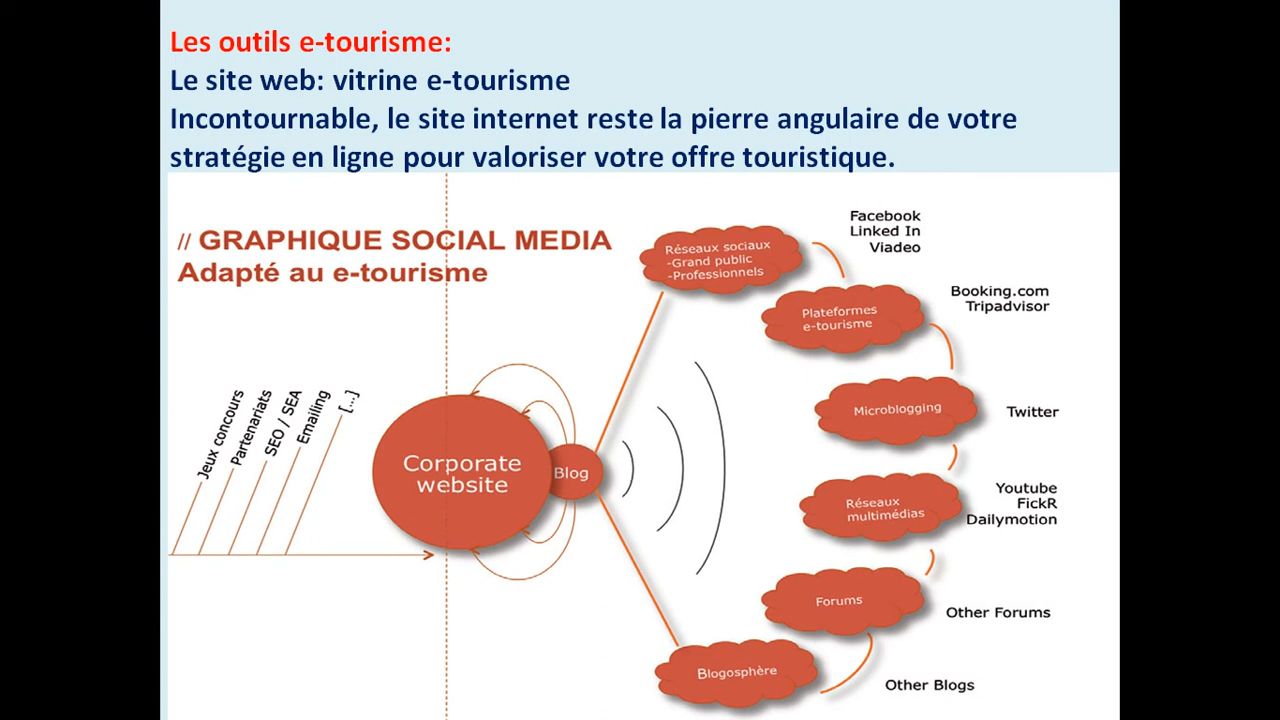 Les outils e-tourisme:
Le site web: vitrine e-tourisme
Incontournable, le site internet reste la pierre angulaire de votre
stratégie en ligne pour valoriser votre offre touristique.
// GRAPHIQUE SOCIAL MEDIA
Adapté au e-tourisme
Jeux concours
Partenariats
SEO / SEA
Emailing
[...]
Corporate
website
Blog
Réseaux sociaux
-Grand public
-Professionnels
Facebook
Linked In
Viadeo
Plateformes
e-tourisme
Booking.com
Tripadvisor
Microblogging
Twitter
Réseaux
multimédias
Youtube
FickR
Dailymotion
Forums
Other Forums
Blogosphère
Other Blogs